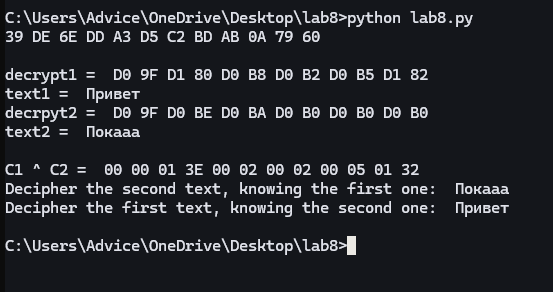 C:\Users\Advice\OneDrive\Desktop\lab8>python lab8.py
39 DE 6E DD A3 D5 C2 BD AB 0A 79 60
decrypt1 =  D0 9F D1 80 D0 B8 D0 B2 D0 B5 D1 82
text1 =  Привет
decrpyt2 =  D0 9F D0 BE D0 BA D0 B0 D0 B0 D0 B0
text2 =  Покааа
C1 ^ C2 =  00 00 01 3E 00 02 00 02 00 05 01 32
Decipher the second text, knowing the first one:  Покааа
Decipher the first text, knowing the second one:  Привет
C:\Users\Advice\OneDrive\Desktop\lab8>